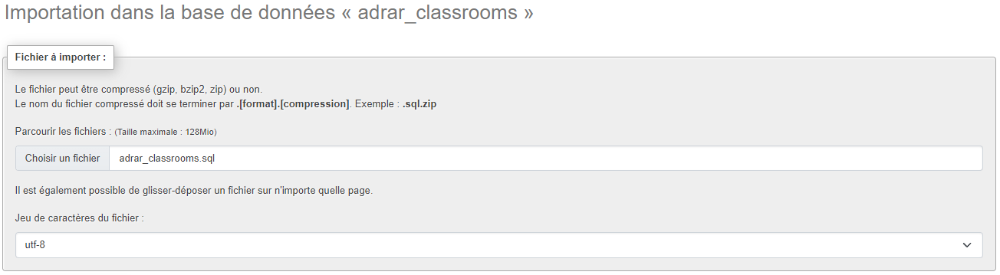 Importation dans la base de données « adrar_classrooms »
Fichier à importer :
Le fichier peut être compressé (gzip, bzip2, zip) ou non.
Le nom du fichier compressé doit se terminer par .[format].[compression]. Exemple : .sql.zip
Parcourir les fichiers : (Taille maximale : 128Mio)
Choisir un fichier adrar_classrooms.sql
Il est également possible de glisser-déposer un fichier sur n'importe quelle page.
Jeu de caractères du fichier :
utf-8